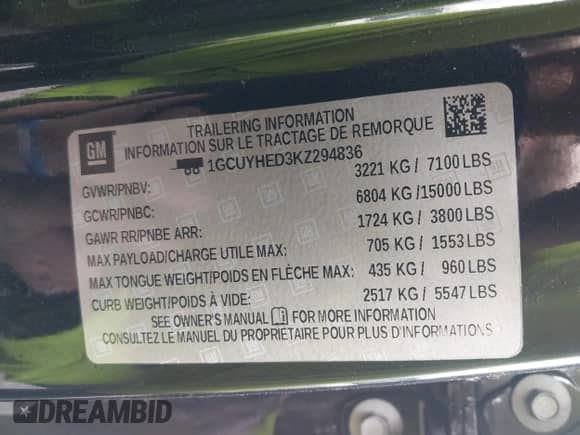 GM
TRAILERING INFORMATION
INFORMATION SUR LE TRACTAGE DE REMORQUE
1GCUYHED3KZ294836
GVWR/PNBV: 3221 KG / 7100 LBS
GCWR/PNBC: 6804 KG /15000 LBS
GAWR RR/PNBE ARR: 1724 KG / 3800 LBS
MAX PAYLOAD/CHARGE UTILE MAX: 705 KG / 1553 LBS
MAX TONGUE WEIGHT/POIDS EN FLÈCHE MAX: 435 KG / 960 LBS
CURB WEIGHT/POIDS À VIDE: 2517 KG / 5547 LBS
SEE OWNER'S MANUAL FOR MORE INFORMATION
CONSULTEZ LE MANUEL DU PROPRIÉTAIRE POUR PLUS D'INFORMATIONS
DREAMBID